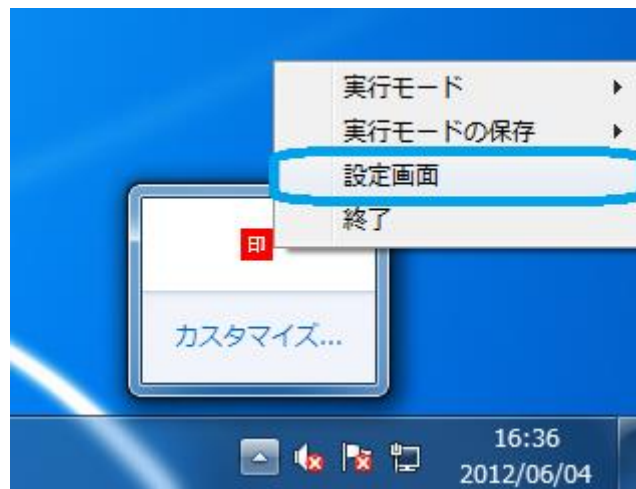 実行モード
実行モードの保存
設定画面
終了
印
カスタマイズ...
16:36
2012/06/04